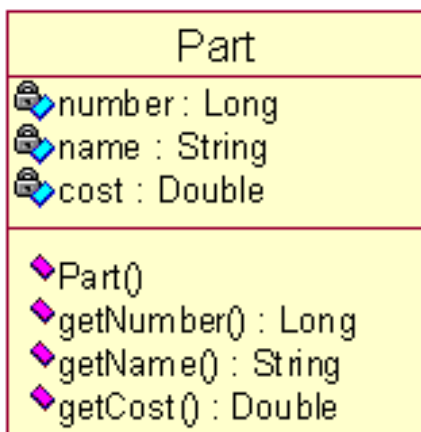 Part
number : Long
name : String
cost : Double
Part()
getNumber() : Long
getName() : String
getCost() : Double